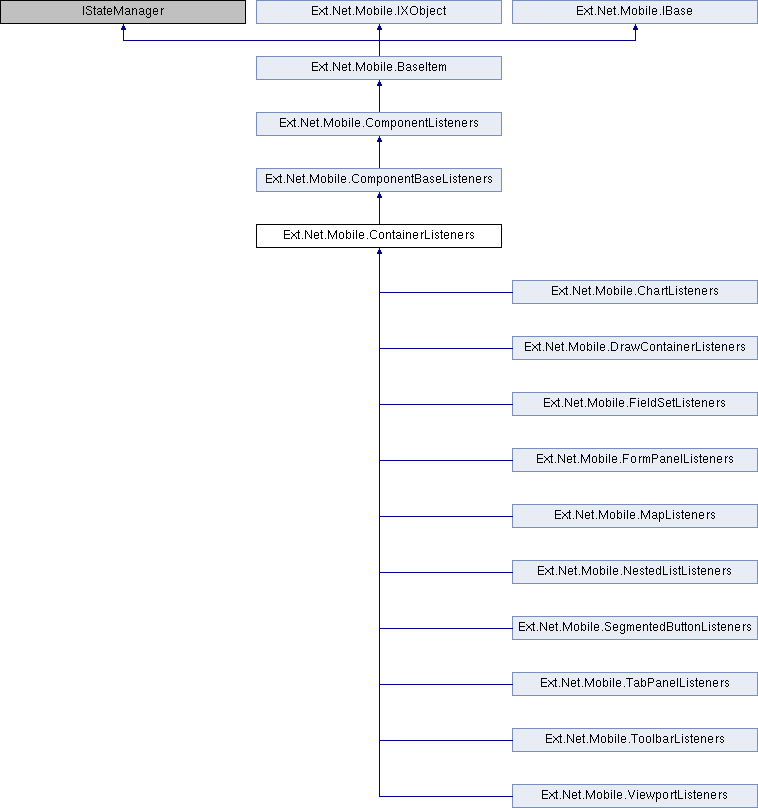 IStateManager
Ext.Net.Mobile.IXObject
Ext.Net.Mobile.IBase
Ext.Net.Mobile.BaseItem
Ext.Net.Mobile.ComponentListeners
Ext.Net.Mobile.ComponentBaseListeners
Ext.Net.Mobile.ContainerListeners
Ext.Net.Mobile.ChartListeners
Ext.Net.Mobile.DrawContainerListeners
Ext.Net.Mobile.FieldSetListeners
Ext.Net.Mobile.FormPanelListeners
Ext.Net.Mobile.MapListeners
Ext.Net.Mobile.NestedListListeners
Ext.Net.Mobile.SegmentedButtonListeners
Ext.Net.Mobile.TabPanelListeners
Ext.Net.Mobile.ToolbarListeners
Ext.Net.Mobile.ViewportListeners